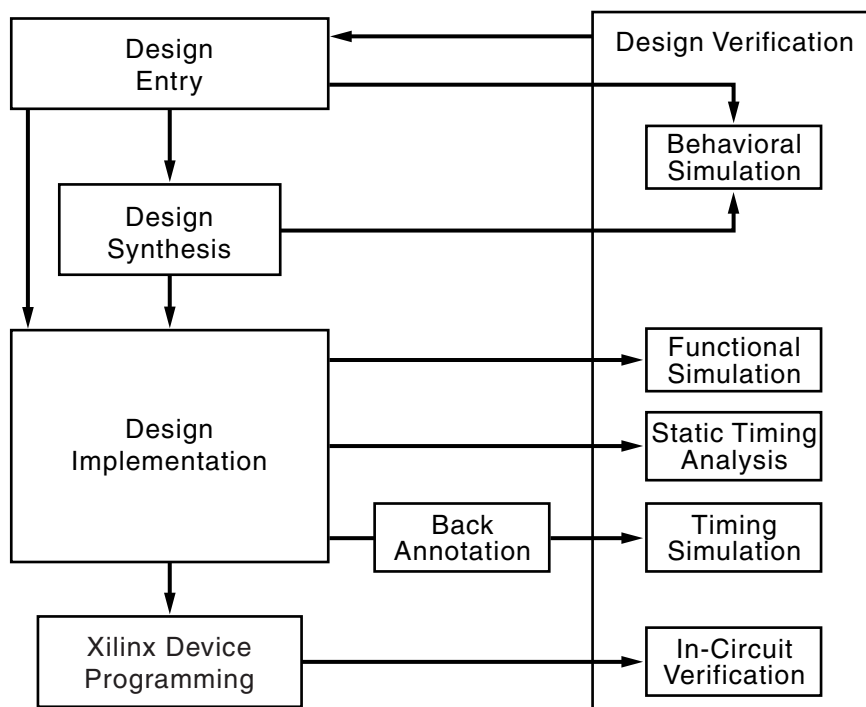 Design
Entry
Design Verification
Behavioral
Simulation
Design
Synthesis
Design
Implementation
Functional
Simulation
Static Timing
Analysis
Back
Annotation
Timing
Simulation
Xilinx Device
Programming
In-Circuit
Verification